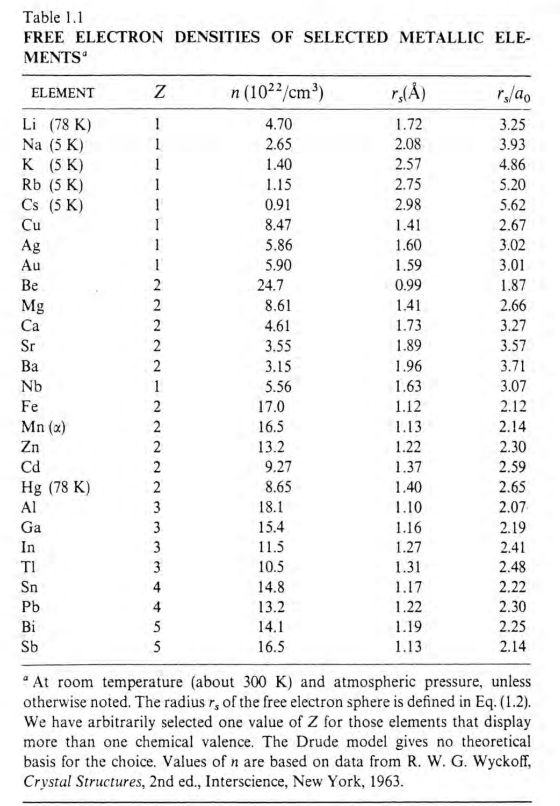 Table 1.1
FREE ELECTRON DENSITIES OF SELECTED METALLIC ELE-
MENTSᵃ
ELEMENT Z n (10²²/cm³) rₛ(Å) rₛ/a₀
Li (78 K) 1 4.70 1.72 3.25
Na (5 K) 1 2.65 2.08 3.93
K (5 K) 1 1.40 2.57 4.86
Rb (5 K) 1 1.15 2.75 5.20
Cs (5 K) 1 0.91 2.98 5.62
Cu 1 8.47 1.41 2.67
Ag 1 5.86 1.60 3.02
Au 1 5.90 1.59 3.01
Be 2 24.7 0.99 1.87
Mg 2 8.61 1.41 2.66
Ca 2 4.61 1.73 3.27
Sr 2 3.55 1.89 3.57
Ba 2 3.15 1.96 3.71
Nb 1 5.56 1.63 3.07
Fe 2 17.0 1.12 2.12
Mn (α) 2 16.5 1.13 2.14
Zn 2 13.2 1.22 2.30
Cd 2 9.27 1.37 2.59
Hg (78 K) 2 8.65 1.40 2.65
Al 3 18.1 1.10 2.07
Ga 3 15.4 1.16 2.19
In 3 11.5 1.27 2.41
Tl 3 10.5 1.31 2.48
Sn 4 14.8 1.17 2.22
Pb 4 13.2 1.22 2.30
Bi 5 14.1 1.19 2.25
Sb 5 16.5 1.13 2.14
ᵃ At room temperature (about 300 K) and atmospheric pressure, unless
otherwise noted. The radius rₛ of the free electron sphere is defined in Eq. (1.2).
We have arbitrarily selected one value of Z for those elements that display
more than one chemical valence. The Drude model gives no theoretical
basis for the choice. Values of n are based on data from R. W. G. Wyckoff,
Crystal Structures, 2nd ed., Interscience, New York, 1963.